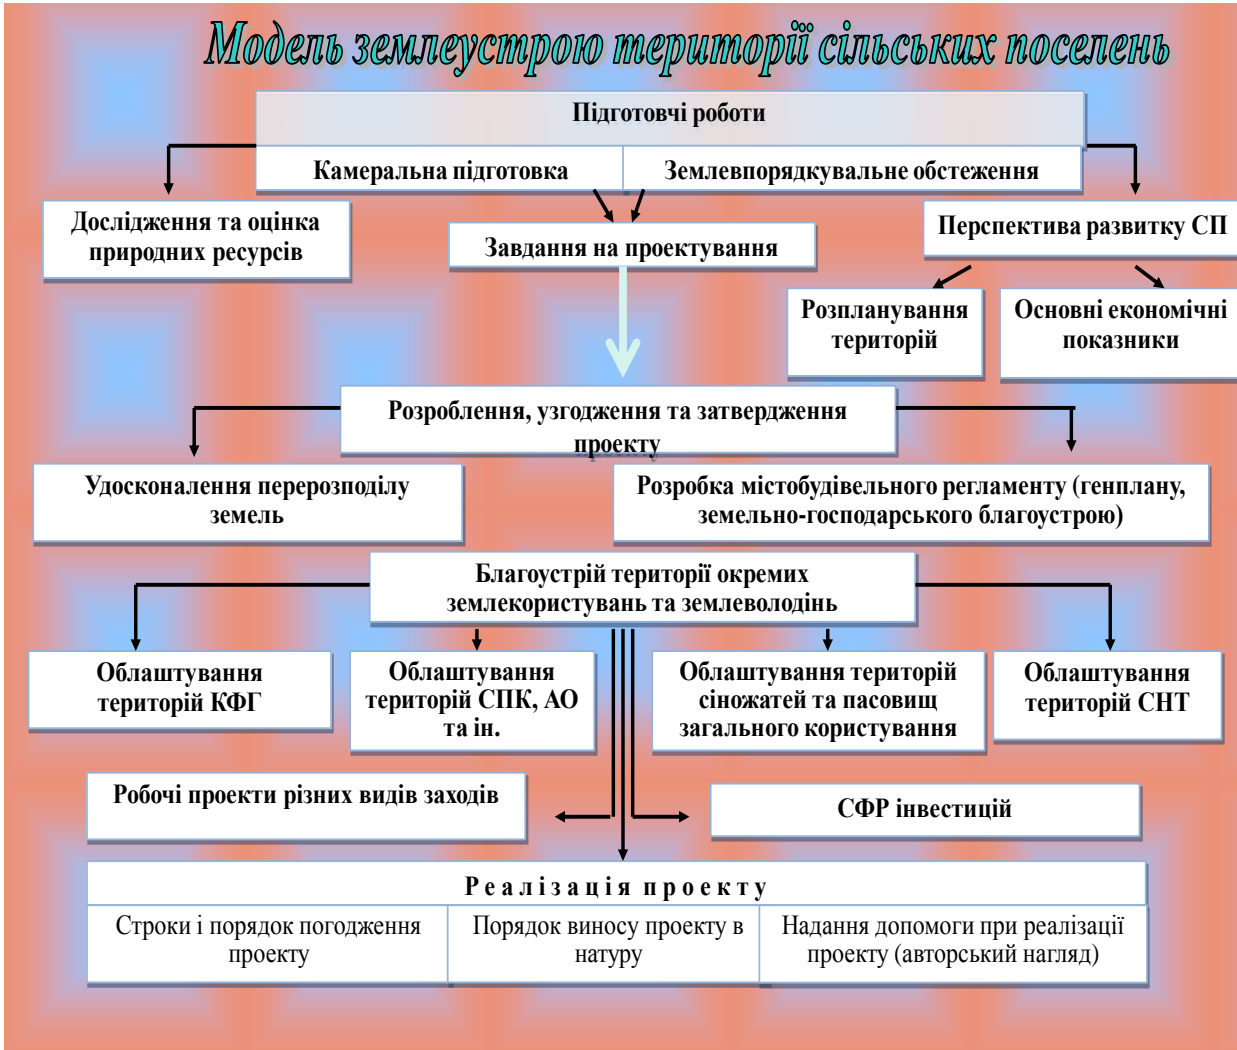 Модель землеустрою території сільських поселень
Підготовчі роботи
Камеральна підготовка
Землевпорядкувальне обстеження
Дослідження та оцінка
природних ресурсів
Завдання на проектування
Перспектива развитку СП
Розпланування
територій
Основні економічні
показники
Розроблення, узгодження та затвердження
проекту
Удосконалення перерозподілу
земель
Розробка містобудівельного регламенту (генплану,
земельно-господарського благоустрою)
Благоустрій території окремих
землекористувань та землеволодінь
Облаштування
територій КФГ
Облаштування
територій СПК, АО
та ін.
Облаштування територій
сіножатей та пасовищ
загального користування
Облаштування
територій СНТ
Робочі проекти різних видів заходів
СФР інвестицій
Реалізація проекту
Строки і порядок погодження
проекту
Порядок виносу проекту в
натуру
Надання допомоги при реалізації
проекту (авторський нагляд)